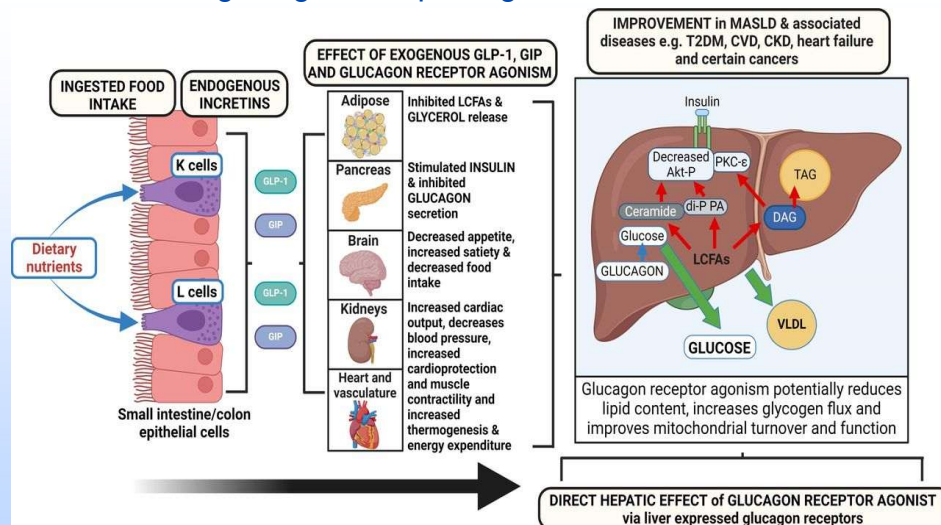 INGESTED FOOD
INTAKE
ENDOGENOUS
INCRETINS
K cells
Dietary
nutrients
L cells
Small intestine/colon
epithelial cells
GLP-1
GIP
GLP-1
GIP
EFFECT OF EXOGENOUS GLP-1, GIP
AND GLUCAGON RECEPTOR AGONISM
Adipose
Inhibited LCFAs &
GLYCEROL release
Pancreas
Stimulated INSULIN
& inhibited
GLUCAGON
secretion
Brain
Decreased appetite,
increased satiety &
decreased food
intake
Kidneys
Heart and
vasculature
Increased cardiac
output, decreases
blood pressure,
increased
cardioprotection
and muscle
contractility and
increased
thermogenesis &
energy expenditure
IMPROVEMENT in MASLD & associated
diseases e.g. T2DM, CVD, CKD, heart failure
and certain cancers
Insulin
Decreased
Akt-P
PKC-ε
TAG
Ceramide
di-P PA
DAG
Glucose
LCFAs
GLUCAGON
VLDL
GLUCOSE
Glucagon receptor agonism potentially reduces
lipid content, increases glycogen flux and
improves mitochondrial turnover and function
DIRECT HEPATIC EFFECT of GLUCAGON RECEPTOR AGONIST
via liver expressed glucagon receptors